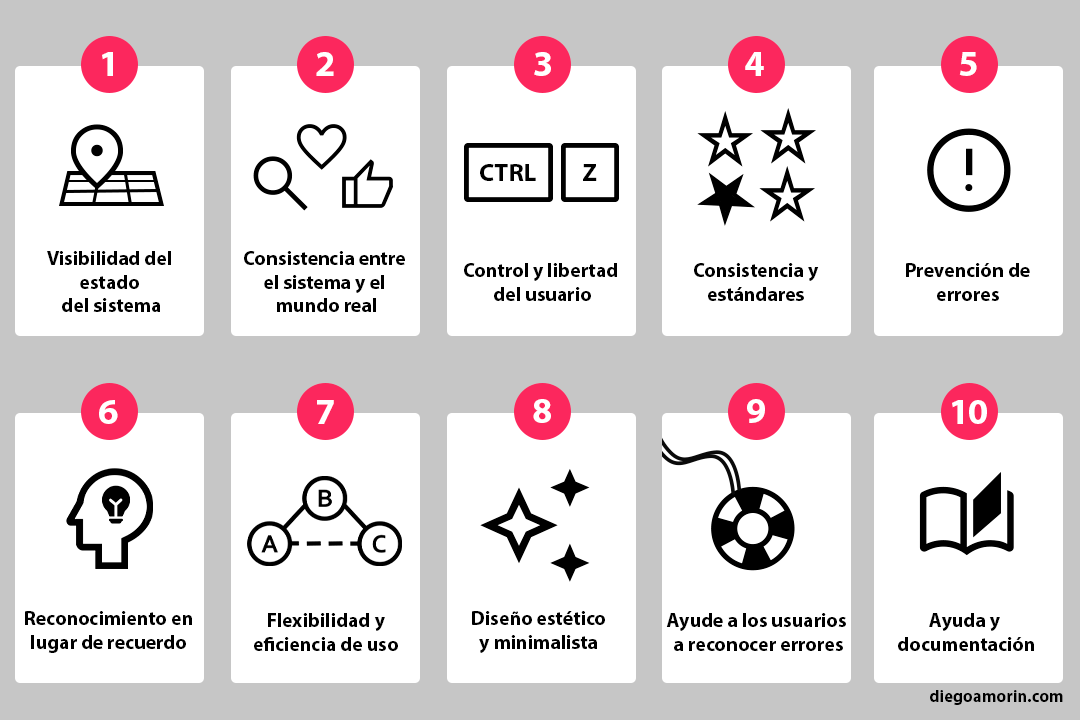 1
2
3
4
5
Visibilidad del
estado
del sistema
Consistencia entre
el sistema y el
mundo real
CTRL
Z
Control y libertad
del usuario
Consistencia y
estándares
Prevención de
errores
6
7
8
9
10
Reconocimiento en
lugar de recuerdo
A
B
C
Flexibilidad y
eficiencia de uso
Diseño estético
y minimalista
Ayude a los usuarios
a reconocer errores
Ayuda y
documentación
diegoamorin.com